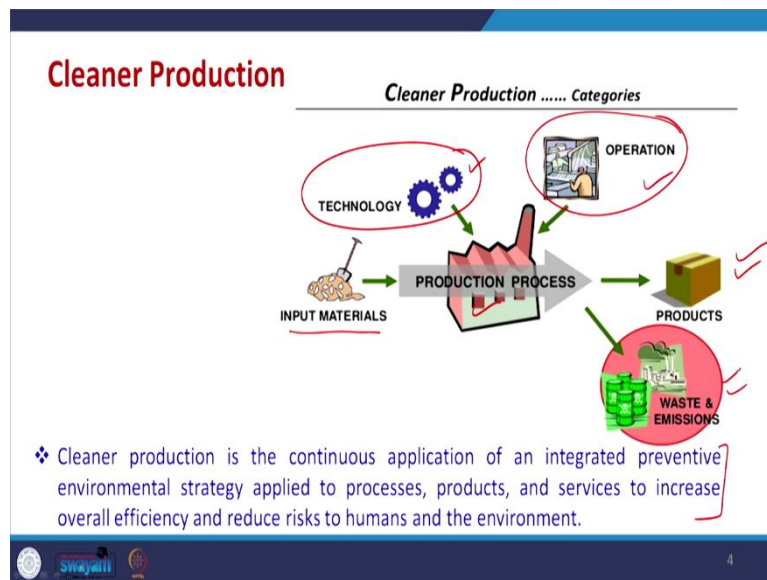 Cleaner Production
Cleaner Production ...... Categories
OPERATION
TECHNOLOGY
PRODUCTION PROCESS
INPUT MATERIALS
PRODUCTS
WASTE &
EMISSIONS
❖ Cleaner production is the continuous application of an integrated preventive
environmental strategy applied to processes, products, and services to increase
overall efficiency and reduce risks to humans and the environment.
swayam
4